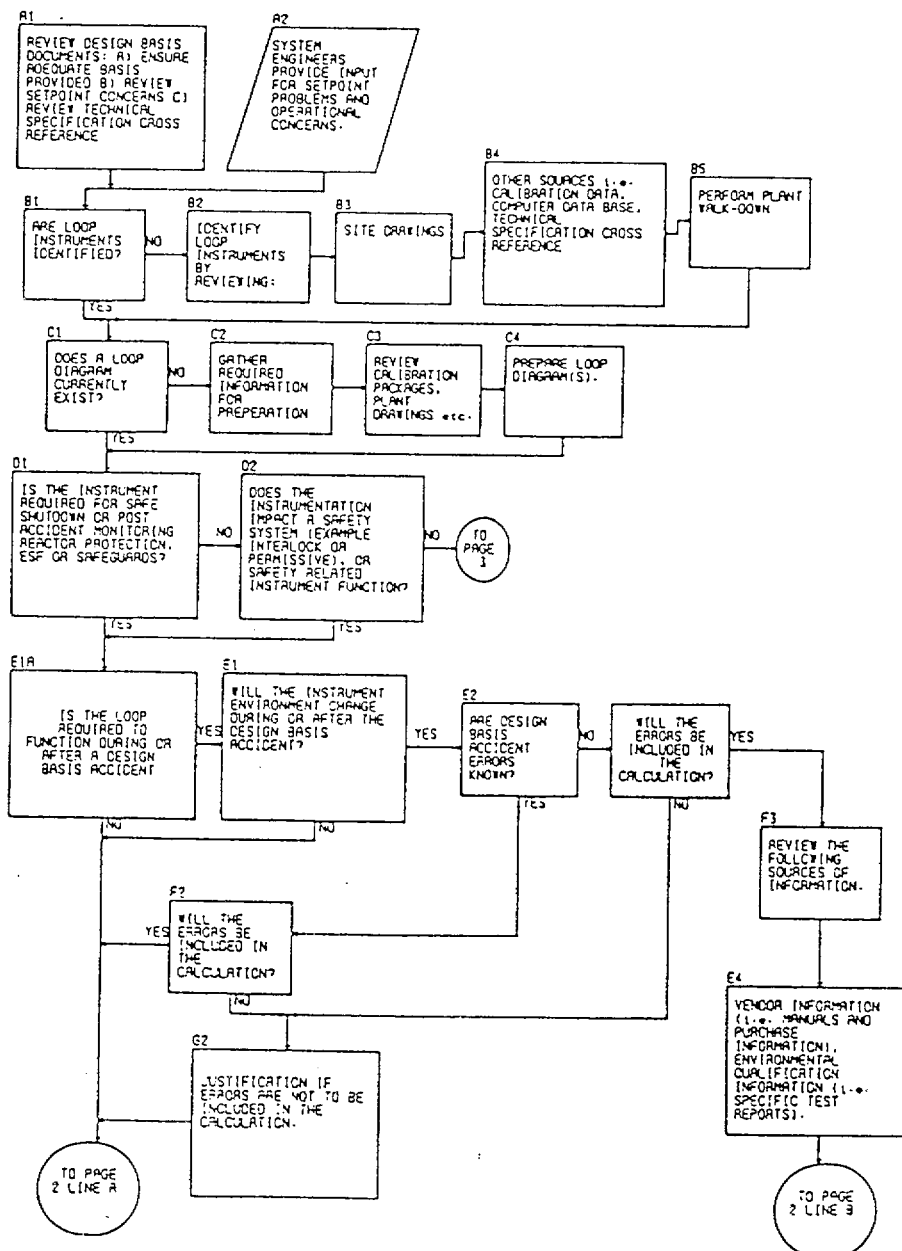 A1
REVIEW DESIGN BASIS
DOCUMENTS: A) ENSURE
ADEQUATE BASIS
PROVIDED B) REVIEW
SETPOINT CONCERNS C)
REVIEW TECHNICAL
SPECIFICATION CROSS
REFERENCE
A2
SYSTEM
ENGINEERS
PROVIDE INPUT
FOR SETPOINT
PROBLEMS AND
OPERATIONAL
CONCERNS.
B1
ARE LOOP
INSTRUMENTS
IDENTIFIED?
NO
YES
B2
IDENTIFY
LOOP
INSTRUMENTS
BY
REVIEWING:
B3
SITE DRAWINGS
B4
OTHER SOURCES i.e.
CALIBRATION DATA,
COMPUTER DATA BASE,
TECHNICAL
SPECIFICATION CROSS
REFERENCE
B5
PERFORM PLANT
WALK-DOWN
C1
DOES A LOOP
DIAGRAM
CURRENTLY
EXIST?
NO
YES
C2
GATHER
REQUIRED
INFORMATION
FOR
PREPERATION
C3
REVIEW
CALIBRATION
PACKAGES,
PLANT
DRAWINGS etc.
C4
PREPARE LOOP
DIAGRAM(S).
D1
IS THE INSTRUMENT
REQUIRED FOR SAFE
SHUTDOWN OR POST
ACCIDENT MONITORING
REACTOR PROTECTION,
ESF OR SAFEGUARDS?
NO
YES
D2
DOES THE
INSTRUMENTATION
IMPACT A SAFETY
SYSTEM (EXAMPLE
INTERLOCK OR
PERMISSIVE), OR
SAFETY RELATED
INSTRUMENT FUNCTION?
NO
YES
TO
PAGE
3
E1A
IS THE LOOP
REQUIRED TO
FUNCTION DURING OR
AFTER A DESIGN
BASIS ACCIDENT
YES
NO
E1
WILL THE INSTRUMENT
ENVIRONMENT CHANGE
DURING OR AFTER THE
DESIGN BASIS
ACCIDENT?
YES
NO
E2
ARE DESIGN
BASIS
ACCIDENT
ERRORS
KNOWN?
NO
YES
WILL THE
ERRORS BE
INCLUDED IN
THE
CALCULATION?
YES
NO
F3
REVIEW THE
FOLLOWING
SOURCES OF
INFORMATION.
F2
WILL THE
ERRORS BE
INCLUDED IN
THE
CALCULATION?
YES
NO
G2
JUSTIFICATION IF
ERRORS ARE NOT TO BE
INCLUDED IN THE
CALCULATION.
E4
VENDOR INFORMATION
(i.e. MANUALS AND
PURCHASE
INFORMATION),
ENVIRONMENTAL
QUALIFICATION
INFORMATION (i.e.
SPECIFIC TEST
REPORTS).
TO PAGE
2 LINE A
TO PAGE
2 LINE B